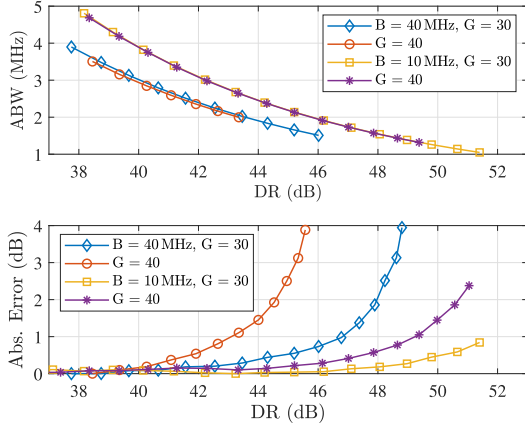 5
4
3
2
1
ABW (MHz)
B = 40 MHz, G = 30
G = 40
B = 10 MHz, G = 30
G = 40
38 40 42 44 46 48 50 52
DR (dB)
4
3
2
1
0
Abs. Error (dB)
B = 40 MHz, G = 30
G = 40
B = 10 MHz, G = 30
G = 40
38 40 42 44 46 48 50 52
DR (dB)